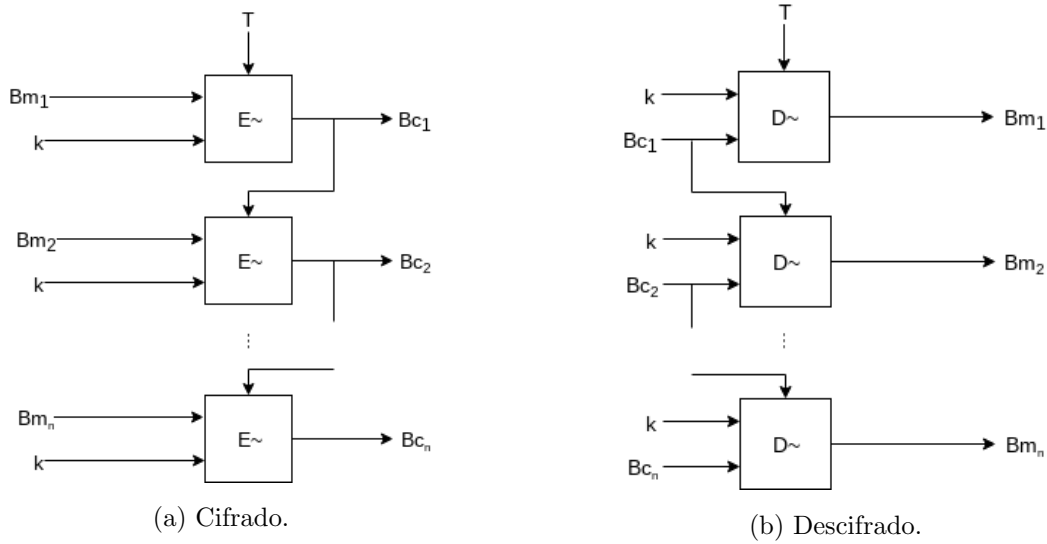 T
Bm1
k
E~
Bc1
Bm2
k
E~
Bc2
⋮
Bmn
k
E~
Bcn
(a) Cifrado.
T
k
Bc1
D~
Bm1
k
Bc2
D~
Bm2
⋮
k
Bcn
D~
Bmn
(b) Descifrado.